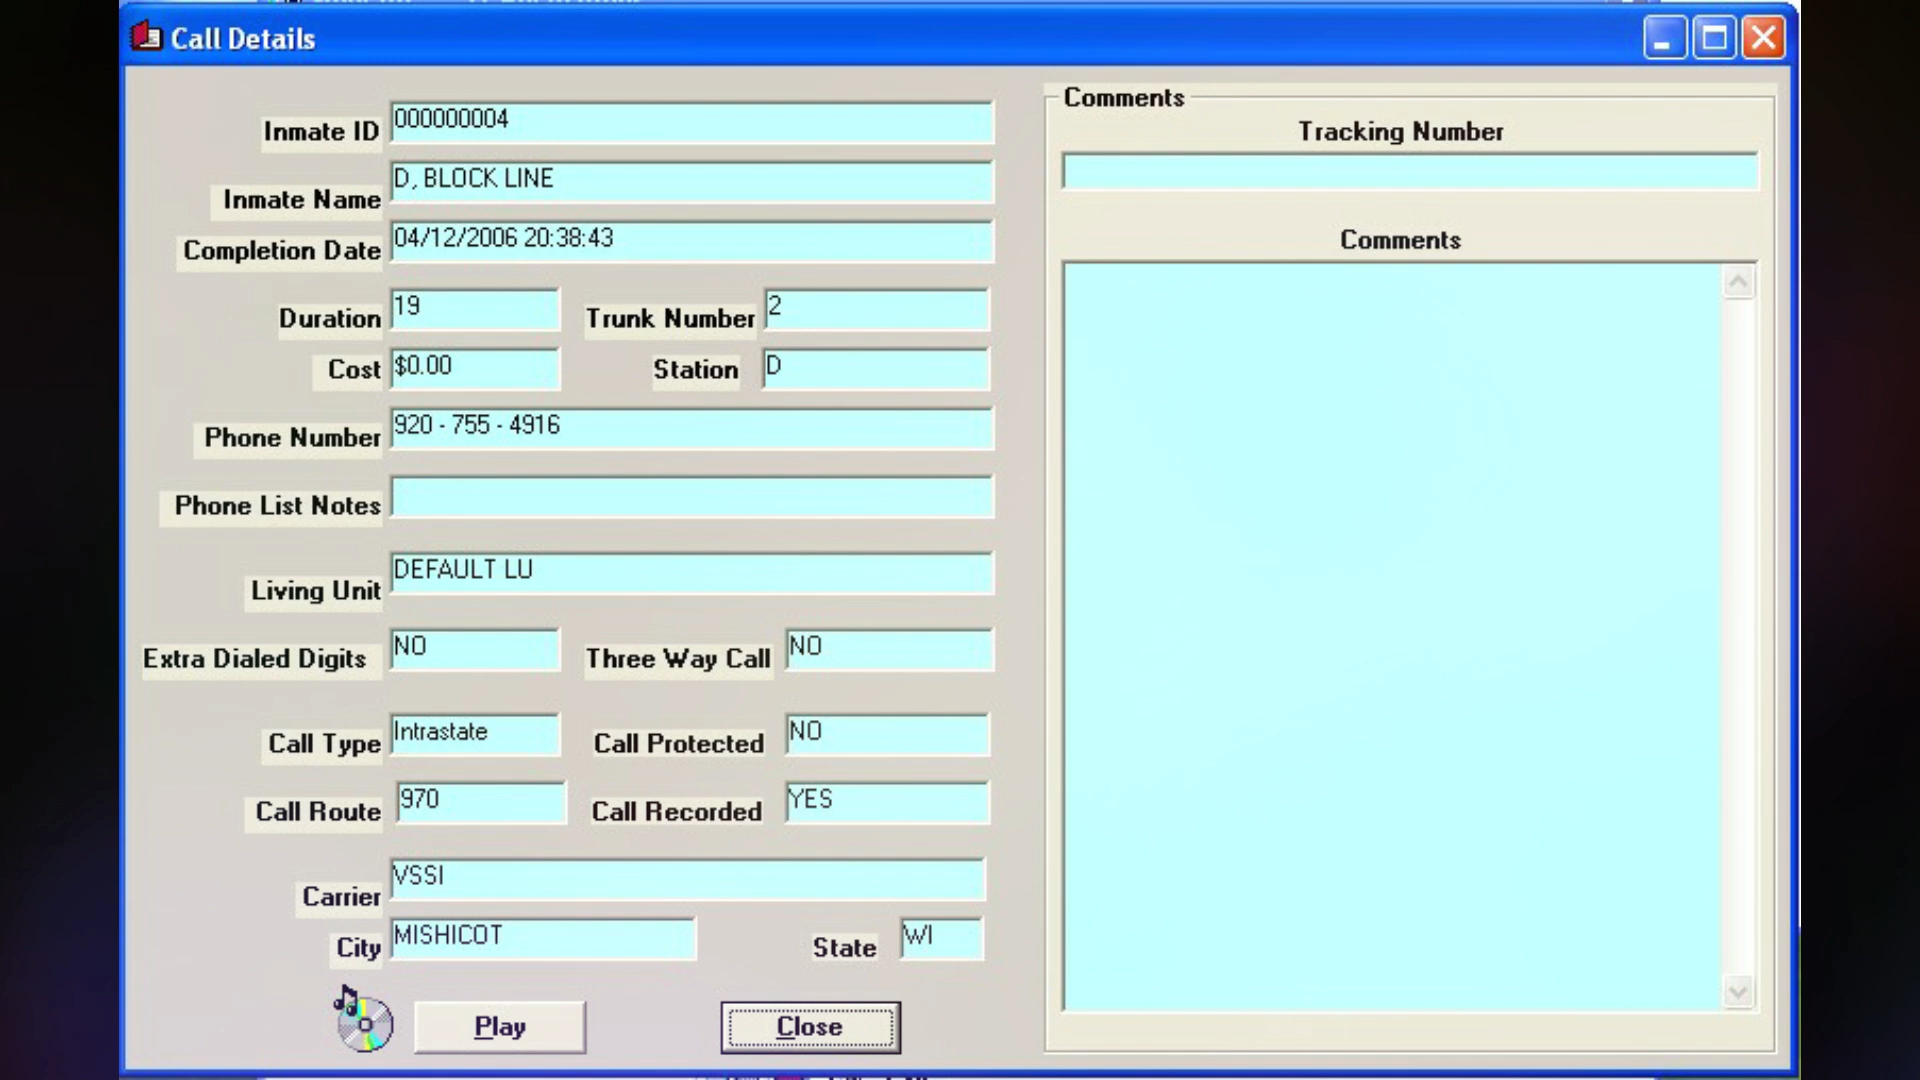 Call Details
Inmate ID 000000004
Inmate Name D, BLOCK LINE
Completion Date 04/12/2006 20:38:43
Duration 19 Trunk Number 2
Cost $0.00 Station D
Phone Number 920 - 755 - 4916
Phone List Notes
Living Unit DEFAULT LU
Extra Dialed Digits NO Three Way Call NO
Call Type Intrastate Call Protected NO
Call Route 970 Call Recorded YES
Carrier VSSI
City MISHICOT State WI
Play Close
Comments
Tracking Number
Comments